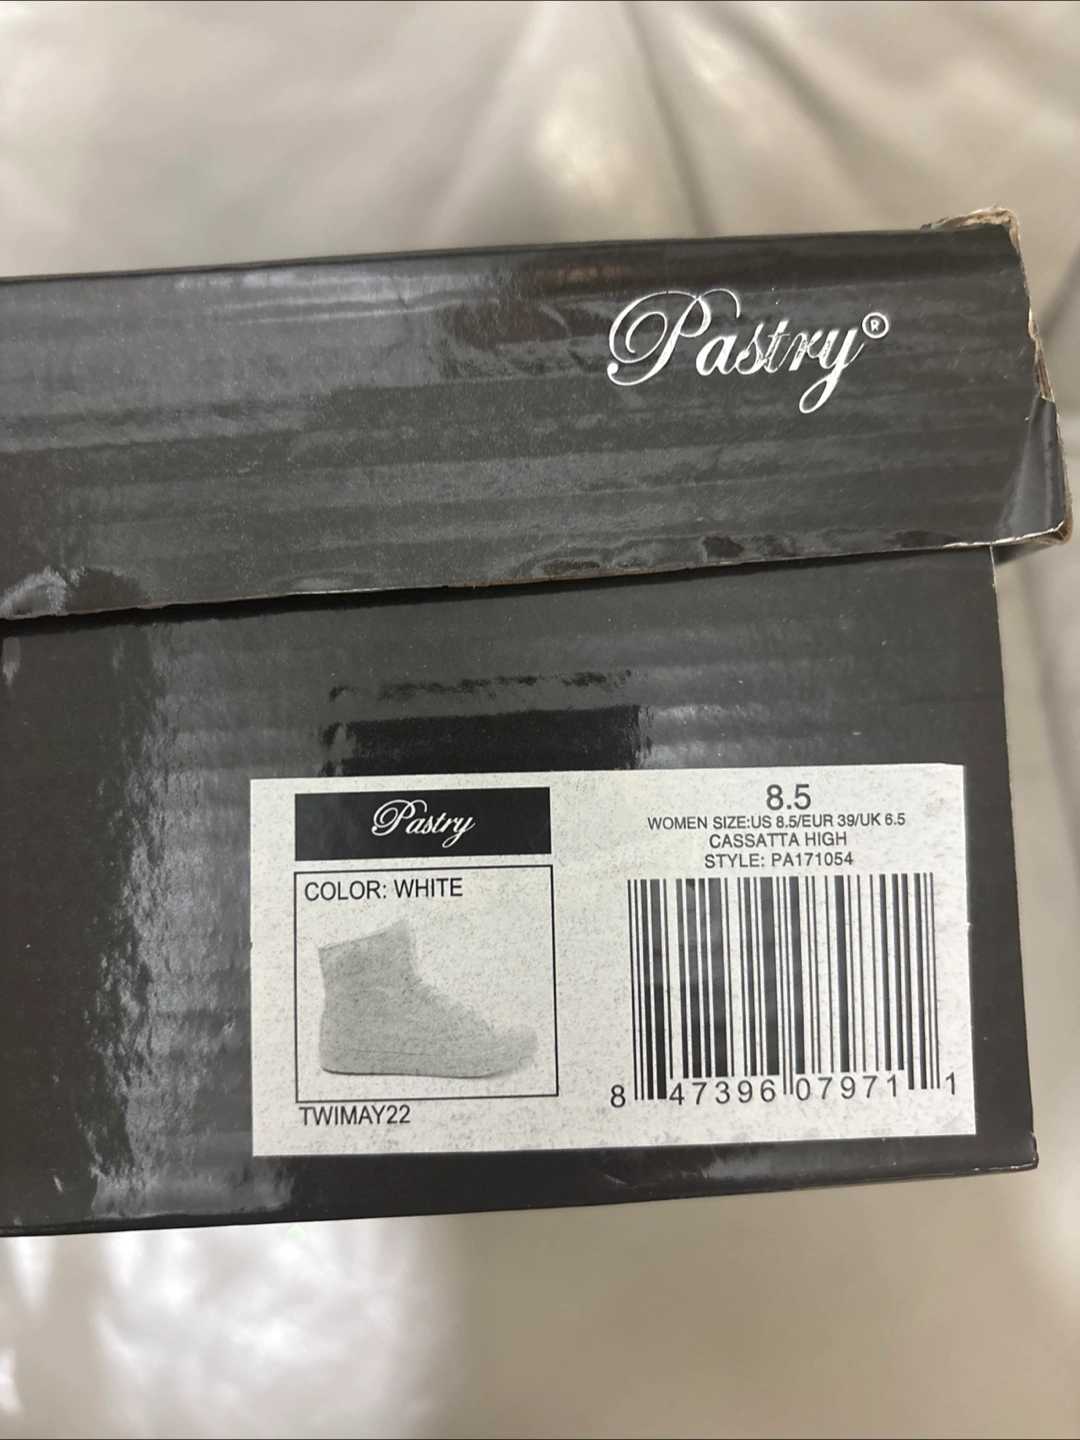 Pastry®
Pastry
COLOR: WHITE
TWIMAY22
8.5
WOMEN SIZE:US 8.5/EUR 39/UK 6.5
CASSATTA HIGH
STYLE: PA171054
8 47396 07971 1